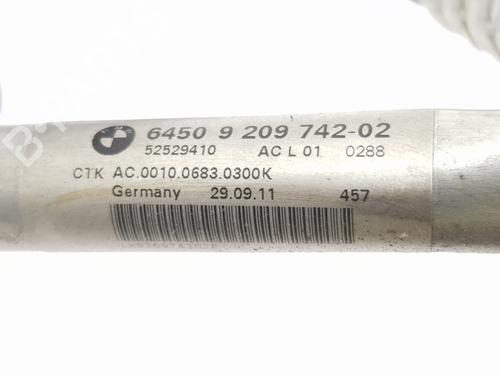 6450 9 209 742-02
52529410 AC L 01 0288
CTK AC.0010.0683.0300K
Germany 29.09.11 457